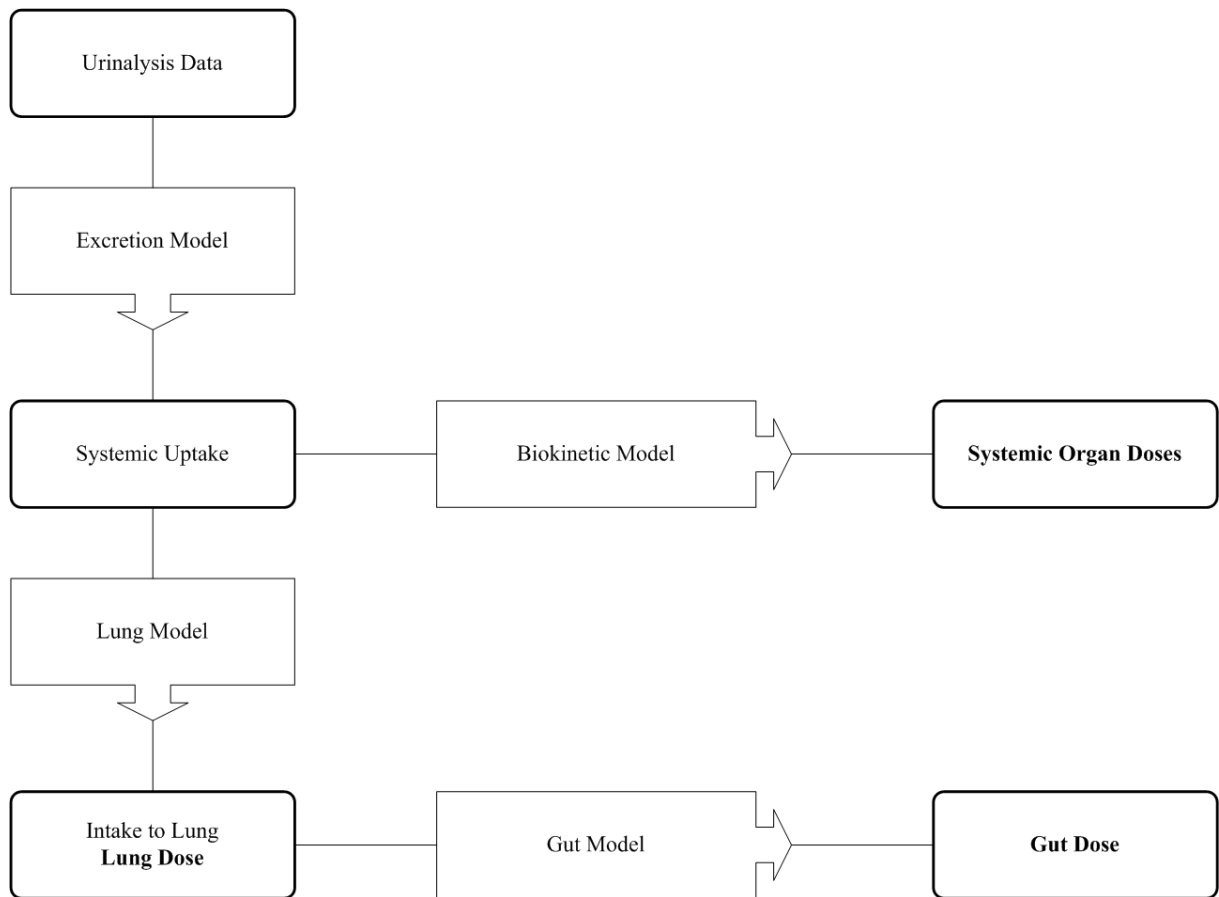 Urinalysis Data
Excretion Model
Systemic Uptake
Biokinetic Model
Systemic Organ Doses
Lung Model
Intake to Lung
Lung Dose
Gut Model
Gut Dose